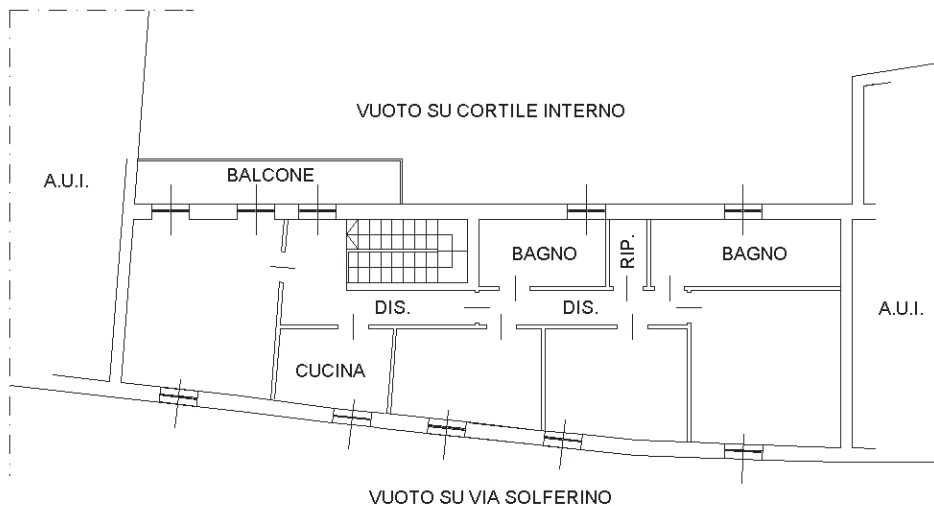 VUOTO SU CORTILE INTERNO
A.U.I.
BALCONE
BAGNO
RIP.
BAGNO
DIS.
DIS.
A.U.I.
CUCINA
VUOTO SU VIA SOLFERINO